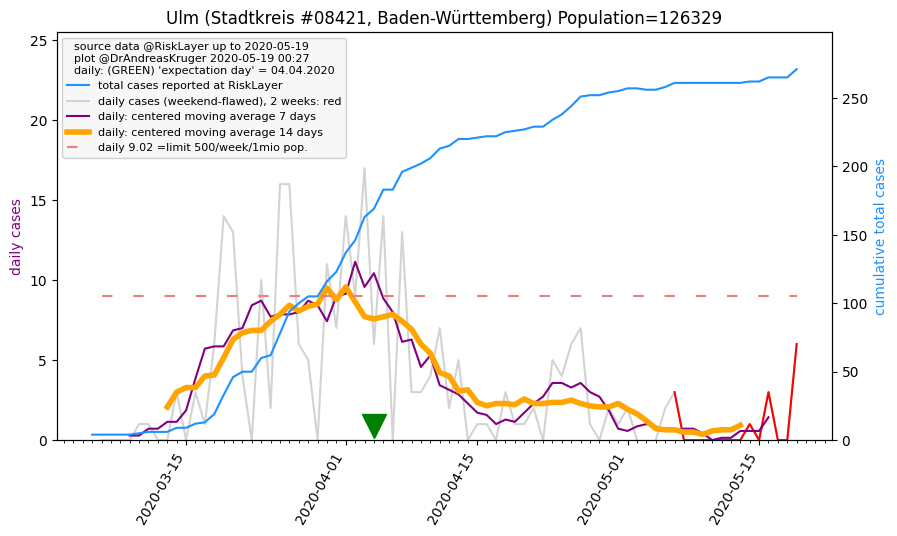 Ulm (Stadtkreis #08421, Baden-Württemberg) Population=126329
source data @RiskLayer up to 2020-05-19
plot @DrAndreasKruger 2020-05-19 00:27
daily: (GREEN) 'expectation day' = 04.04.2020
total cases reported at RiskLayer
daily cases (weekend-flawed), 2 weeks: red
daily: centered moving average 7 days
daily: centered moving average 14 days
daily 9.02 =limit 500/week/1mio pop.
daily cases
25
20
15
10
5
0
cumulative total cases
250
200
150
100
50
0
2020-03-15
2020-04-01
2020-04-15
2020-05-01
2020-05-15